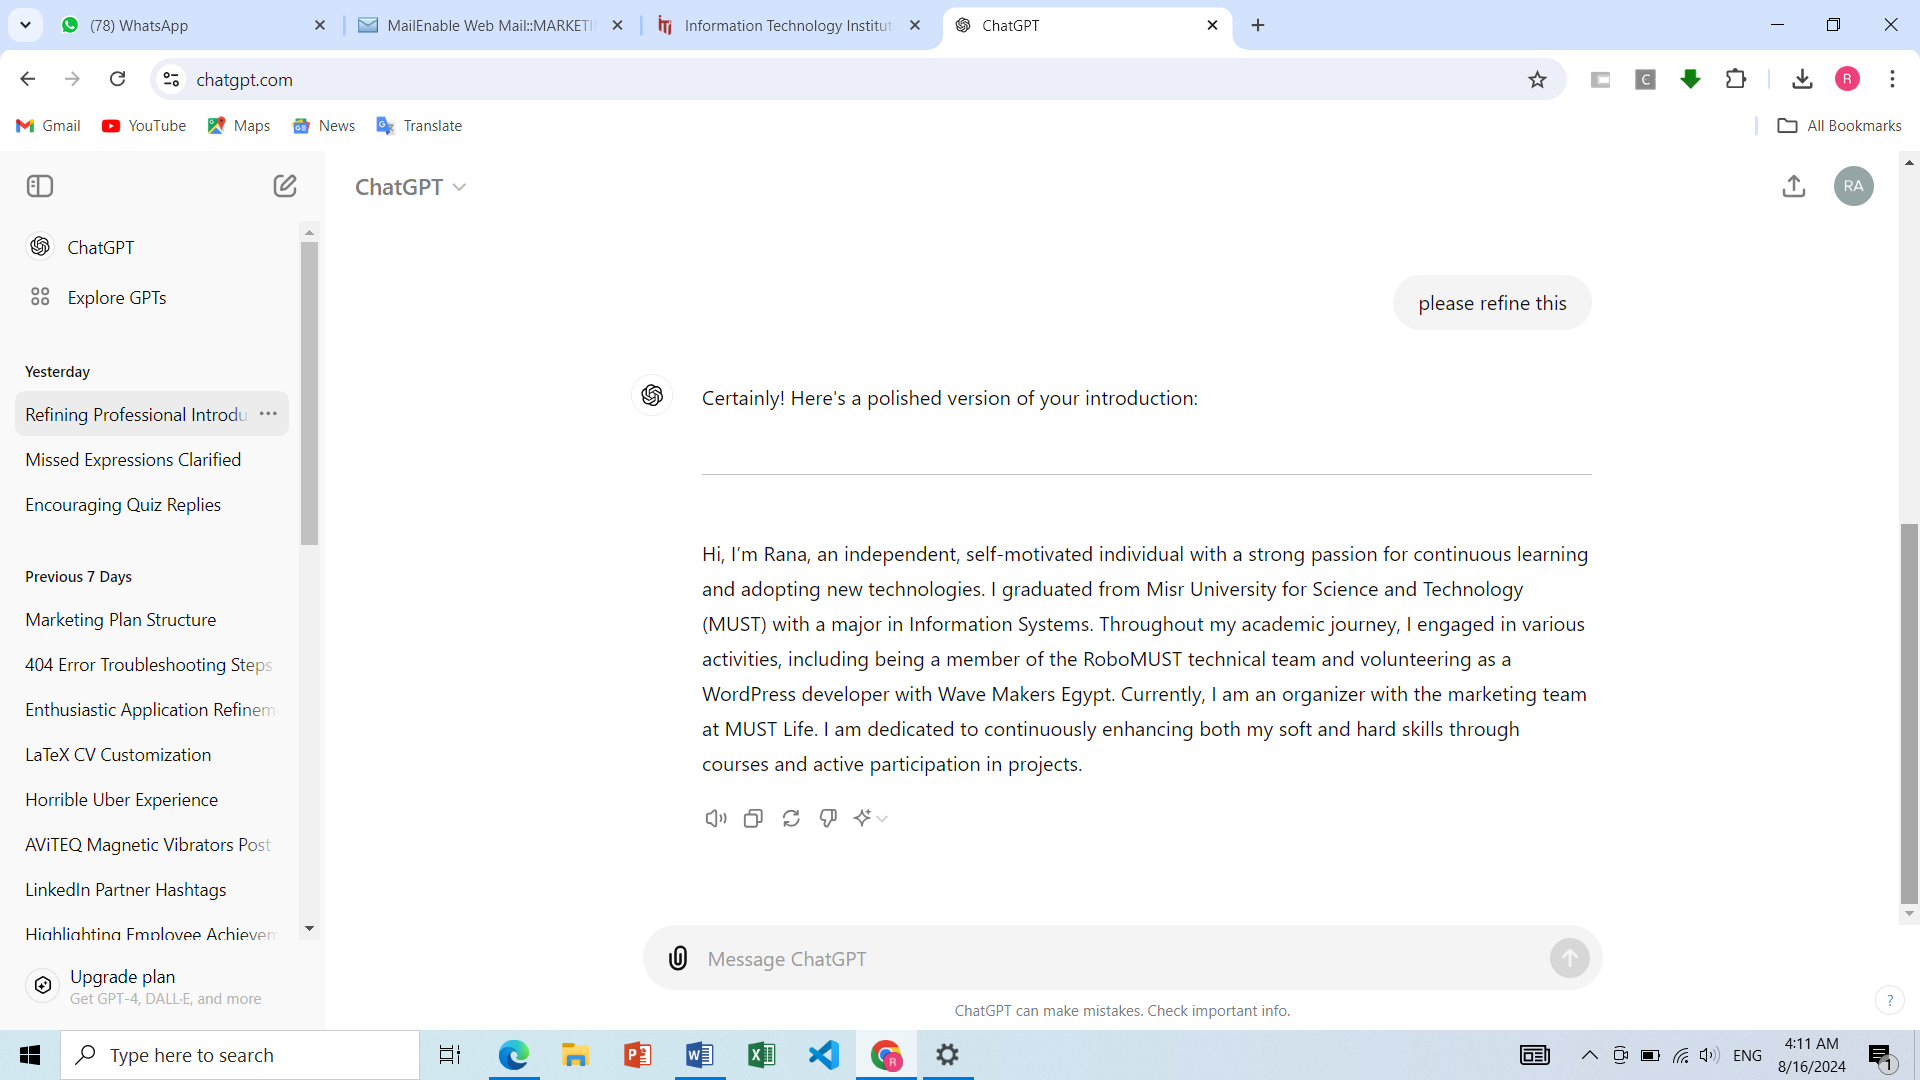 (78) WhatsApp
MailEnable Web Mail::MARKETI
Information Technology Institut
ChatGPT
chatgpt.com
C
R
Gmail
YouTube
Maps
News
Translate
All Bookmarks
ChatGPT
RA
ChatGPT
Explore GPTs
Yesterday
Refining Professional Introdu
Missed Expressions Clarified
Encouraging Quiz Replies
Previous 7 Days
Marketing Plan Structure
404 Error Troubleshooting Steps
Enthusiastic Application Refinem
LaTeX CV Customization
Horrible Uber Experience
AViTEQ Magnetic Vibrators Post
LinkedIn Partner Hashtags
Highlighting Employee Achievem
Upgrade plan
Get GPT-4, DALL·E, and more
please refine this
Certainly! Here's a polished version of your introduction:
Hi, I’m Rana, an independent, self-motivated individual with a strong passion for continuous learning
and adopting new technologies. I graduated from Misr University for Science and Technology
(MUST) with a major in Information Systems. Throughout my academic journey, I engaged in various
activities, including being a member of the RoboMUST technical team and volunteering as a
WordPress developer with Wave Makers Egypt. Currently, I am an organizer with the marketing team
at MUST Life. I am dedicated to continuously enhancing both my soft and hard skills through
courses and active participation in projects.
Message ChatGPT
ChatGPT can make mistakes. Check important info.
?
Type here to search
ENG
4:11 AM
8/16/2024
1